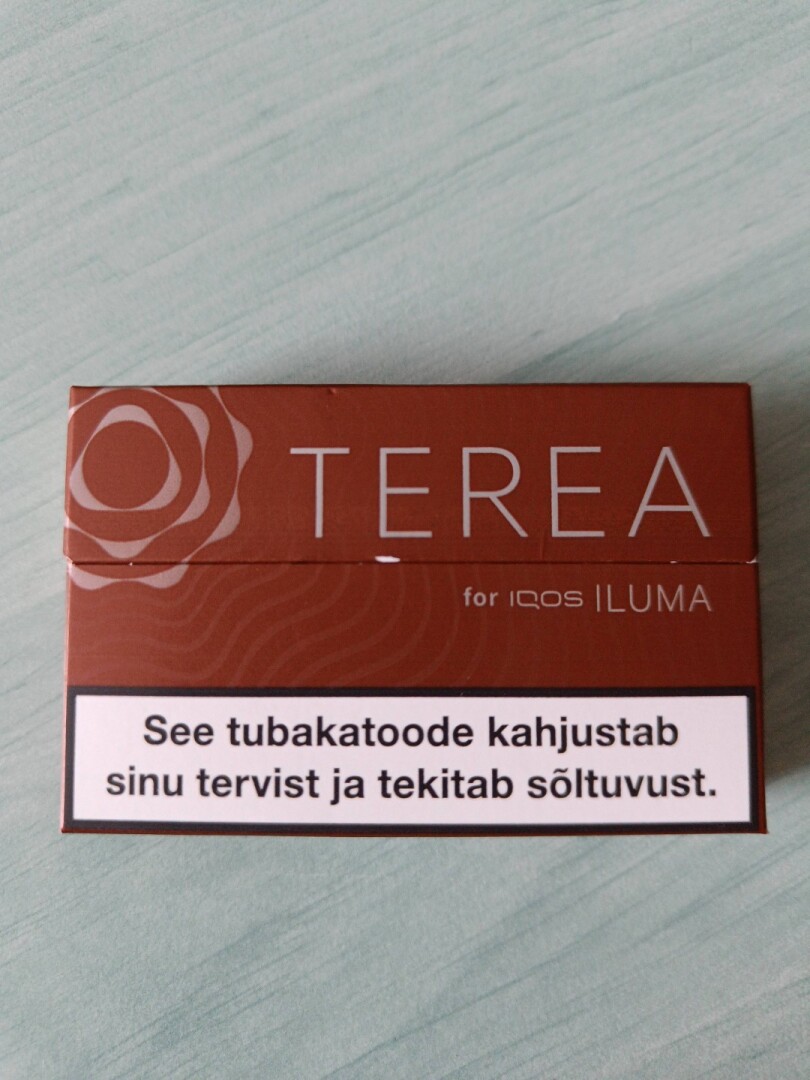 TEREA
for IQOS ILUMA
See tubakatoode kahjustab
sinu tervist ja tekitab sõltuvust.